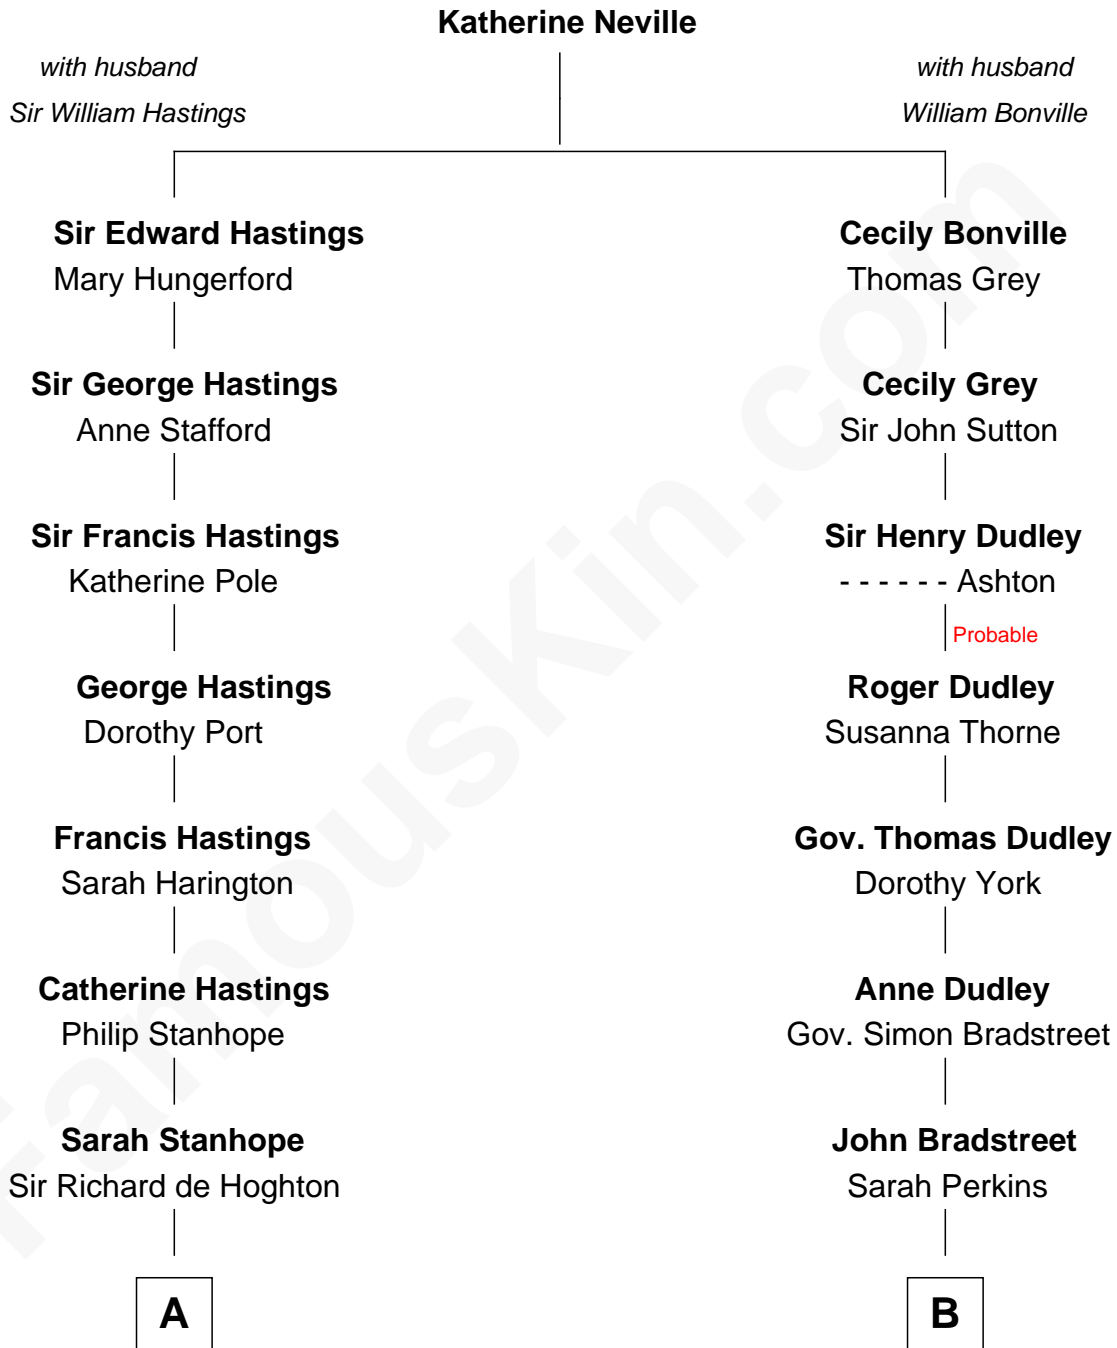 Katherine Neville
with husband
Sir William Hastings
with husband
William Bonville
Sir Edward Hastings
Mary Hungerford
Cecily Bonville
Thomas Grey
Sir George Hastings
Anne Stafford
Cecily Grey
Sir John Sutton
Sir Francis Hastings
Katherine Pole
Sir Henry Dudley
- - - - - - Ashton
Probable
George Hastings
Dorothy Port
Roger Dudley
Susanna Thorne
Francis Hastings
Sarah Harington
Gov. Thomas Dudley
Dorothy York
Catherine Hastings
Philip Stanhope
Anne Dudley
Gov. Simon Bradstreet
Sarah Stanhope
Sir Richard de Hoghton
John Bradstreet
Sarah Perkins
A
B
FamousKin.com